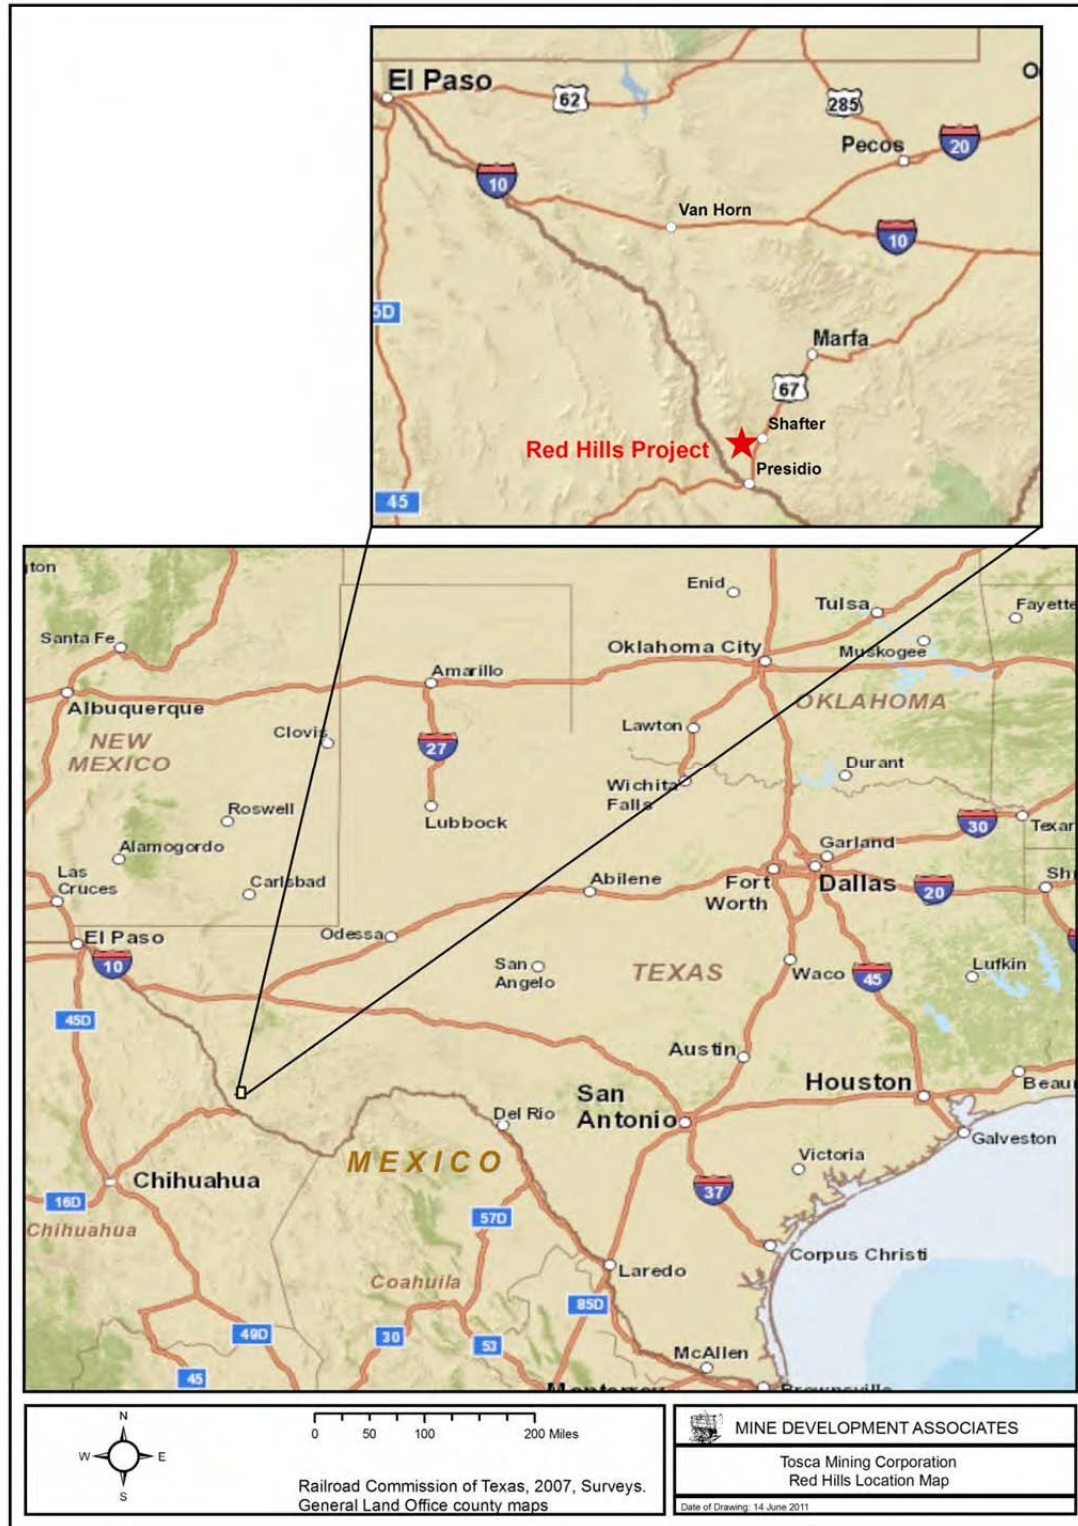 El Paso
62
285
O
Pecos
20
10
Van Horn
10
5D
Marfa
67
Shafter
Red Hills Project
Presidio
45
ton
Enid
Tulsa
Fayette
Santa Fe
Oklahoma City
Muskogee
Amarillo
Albuquerque
OKLAHOMA
NEW
MEXICO
Clovis
27
Lawton
Durant
Wichita
Falls
Roswell
Lubbock
30
Texar
Alamogordo
Garland
Las
Cruces
Carlsbad
Abilene
Fort
Worth
Dallas
20
Sh
El Paso
Odessa
10
San
Angelo
TEXAS
Waco
45
Lufkin
45D
Austin
San
Antonio
Houston
Beau
Del Rio
Galveston
MEXICO
Victoria
Chihuahua
37
16D
Chihuahua
57D
Corpus Christi
Laredo
Coahuila
85D
49D
30
53
McAllen
45
Monterrey
Brownsville
N
W
E
S
0 50 100 200 Miles
Railroad Commission of Texas, 2007, Surveys.
General Land Office county maps
MINE DEVELOPMENT ASSOCIATES
Tosca Mining Corporation
Red Hills Location Map
Date of Drawing: 14 June 2011